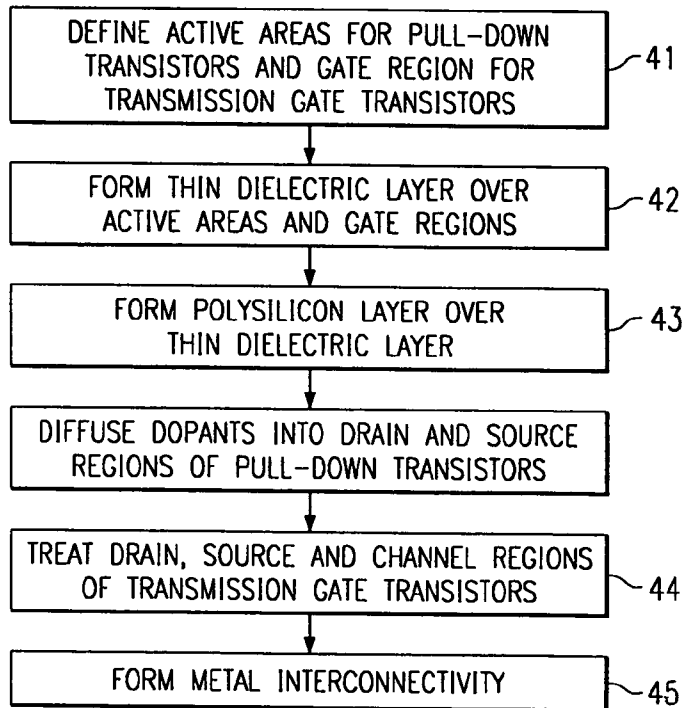 DEFINE ACTIVE AREAS FOR PULL-DOWN
TRANSISTORS AND GATE REGION FOR
TRANSMISSION GATE TRANSISTORS
41
FORM THIN DIELECTRIC LAYER OVER
ACTIVE AREAS AND GATE REGIONS
42
FORM POLYSILICON LAYER OVER
THIN DIELECTRIC LAYER
43
DIFFUSE DOPANTS INTO DRAIN AND SOURCE
REGIONS OF PULL-DOWN TRANSISTORS
TREAT DRAIN, SOURCE AND CHANNEL REGIONS
OF TRANSMISSION GATE TRANSISTORS
44
FORM METAL INTERCONNECTIVITY
45